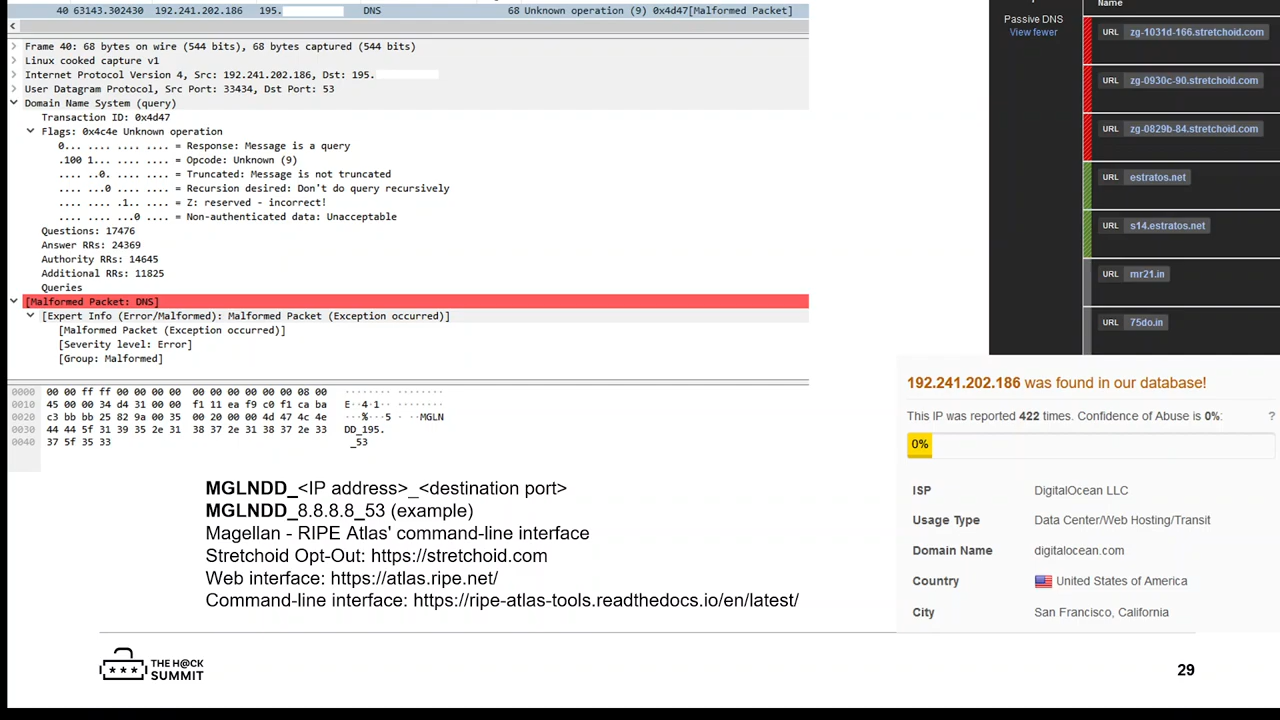 40 63143.302430 192.241.202.186 195. DNS 68 Unknown operation (9) 0x4d47[Malformed Packet]
Frame 40: 68 bytes on wire (544 bits), 68 bytes captured (544 bits)
Linux cooked capture v1
Internet Protocol Version 4, Src: 192.241.202.186, Dst: 195.
User Datagram Protocol, Src Port: 33434, Dst Port: 53
Domain Name System (query)
Transaction ID: 0x4d47
Flags: 0x4c4e Unknown operation
0... .... .... .... = Response: Message is a query
.100 1... .... .... = Opcode: Unknown (9)
.... ..0. .... .... = Truncated: Message is not truncated
.... ...0 .... .... = Recursion desired: Don't do query recursively
.... .... .1.. .... = Z: reserved - incorrect!
.... .... ...0 .... = Non-authenticated data: Unacceptable
Questions: 17476
Answer RRs: 24369
Authority RRs: 14645
Additional RRs: 11825
Queries
[Malformed Packet: DNS]
[Expert Info (Error/Malformed): Malformed Packet (Exception occurred)]
[Malformed Packet (Exception occurred)]
[Severity level: Error]
[Group: Malformed]
0000 00 00 ff ff 00 00 00 00 00 00 00 00 00 00 08 00 ········ ········
0010 45 00 00 34 d4 31 00 00 f1 11 ea f9 c0 f1 ca ba E··4·1·· ········
0020 c3 bb bb 25 82 9a 00 35 00 20 00 00 4d 47 4c 4e ···%···5 · ··MGLN
0030 44 44 5f 31 39 35 2e 31 38 37 2e 31 38 37 2e 33 DD_195.
0040 37 5f 35 33 _53
Passive DNS
View fewer
Name
URL zg-1031d-166.stretchoid.com
URL zg-0930c-90.stretchoid.com
URL zg-0829b-84.stretchoid.com
URL estratos.net
URL s14.estratos.net
URL mr21.in
URL 75do.in
192.241.202.186 was found in our database!
This IP was reported 422 times. Confidence of Abuse is 0%: ?
0%
ISP DigitalOcean LLC
Usage Type Data Center/Web Hosting/Transit
Domain Name digitalocean.com
Country United States of America
City San Francisco, California
MGLNDD_<IP address>_<destination port>
MGLNDD_8.8.8.8_53 (example)
Magellan - RIPE Atlas' command-line interface
Stretchoid Opt-Out: https://stretchoid.com
Web interface: https://atlas.ripe.net/
Command-line interface: https://ripe-atlas-tools.readthedocs.io/en/latest/
THE H@CK
SUMMIT
29